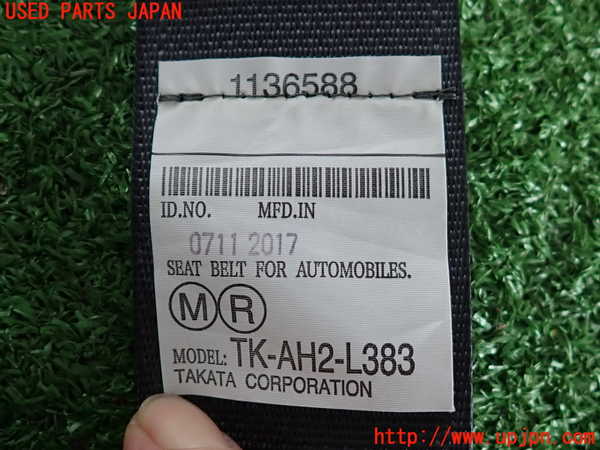 USED PARTS JAPAN
1136588
ID.NO. MFD.IN
0711 2017
SEAT BELT FOR AUTOMOBILES.
M R
MODEL: TK-AH2-L383
TAKATA CORPORATION
http://www.upjpn.com/